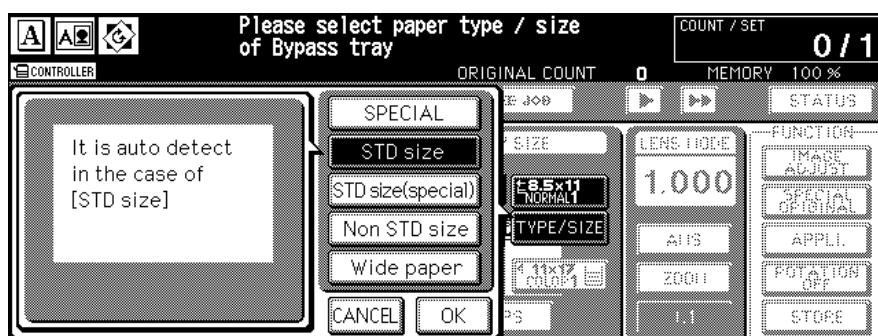 A
A
Please select paper type / size
of Bypass tray
COUNT / SET
0 / 1
CONTROLLER
ORIGINAL COUNT 0 MEMORY 100 %
JOB
STATUS
It is auto detect
in the case of
[STD size]
SPECIAL
STD size
STD size(special)
Non STD size
Wide paper
CANCEL
OK
SIZE
8.5x11
NORMAL1
TYPE/SIZE
11x17
COLOR1
LENS MODE
1.000
AMS
ZOOM
FUNCTION
IMAGE
ADJUST
SPECIAL
ORIGINAL
APPLI.
ROTATION
OFF
STORE